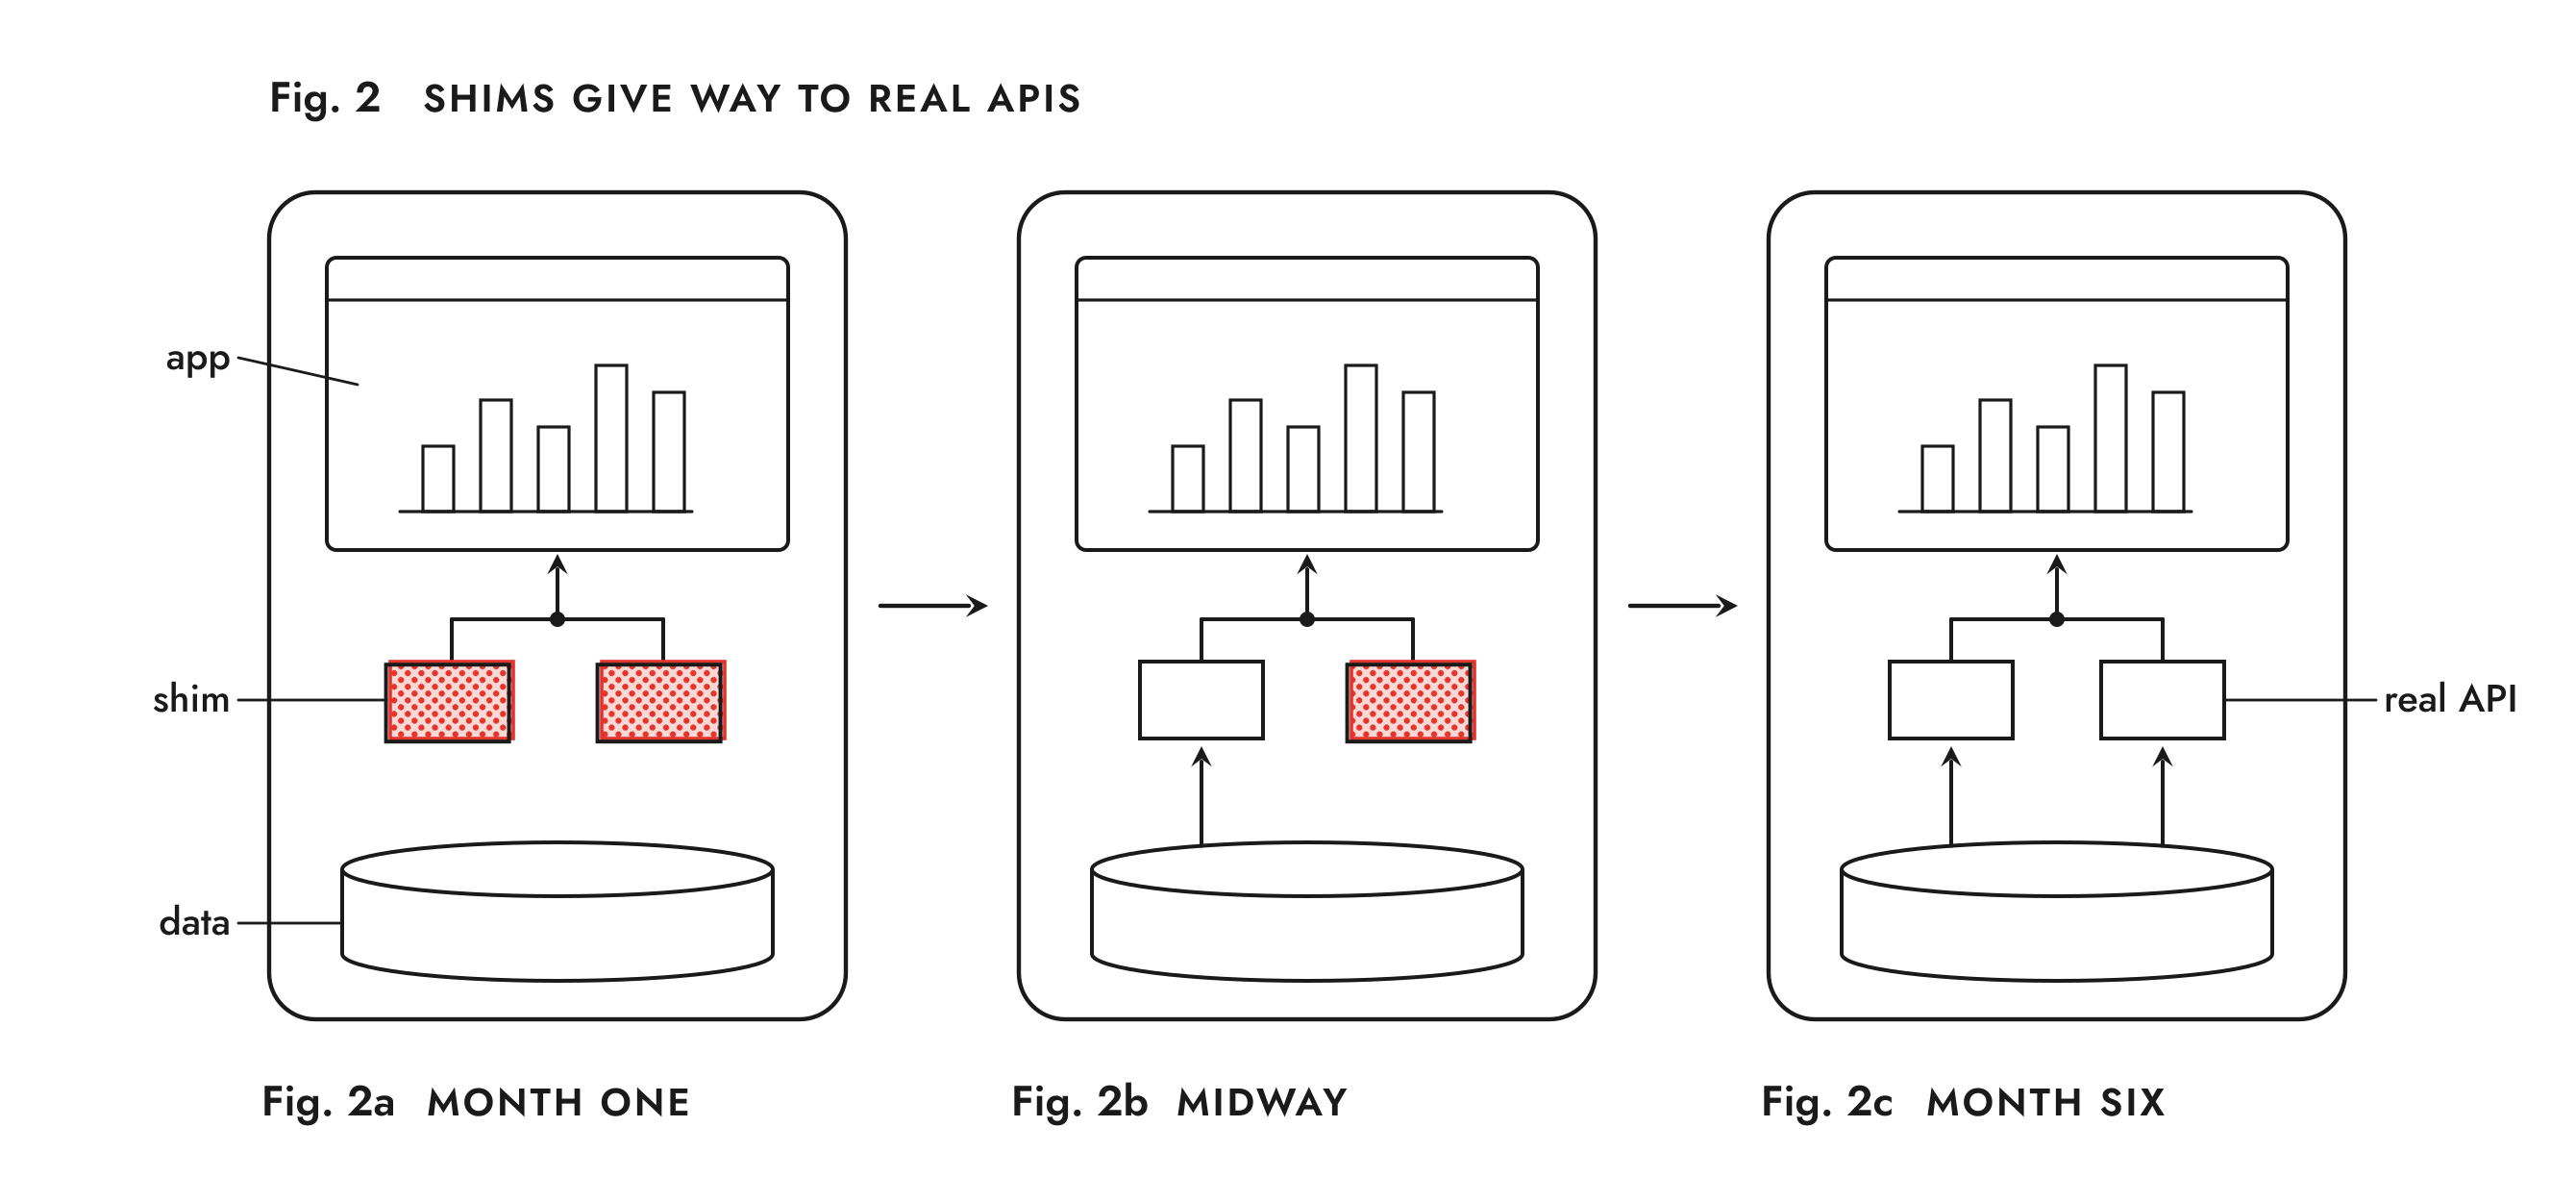 Fig. 2 SHIMS GIVE WAY TO REAL APIS
app
shim
data
real API
Fig. 2a MONTH ONE
Fig. 2b MIDWAY
Fig. 2c MONTH SIX